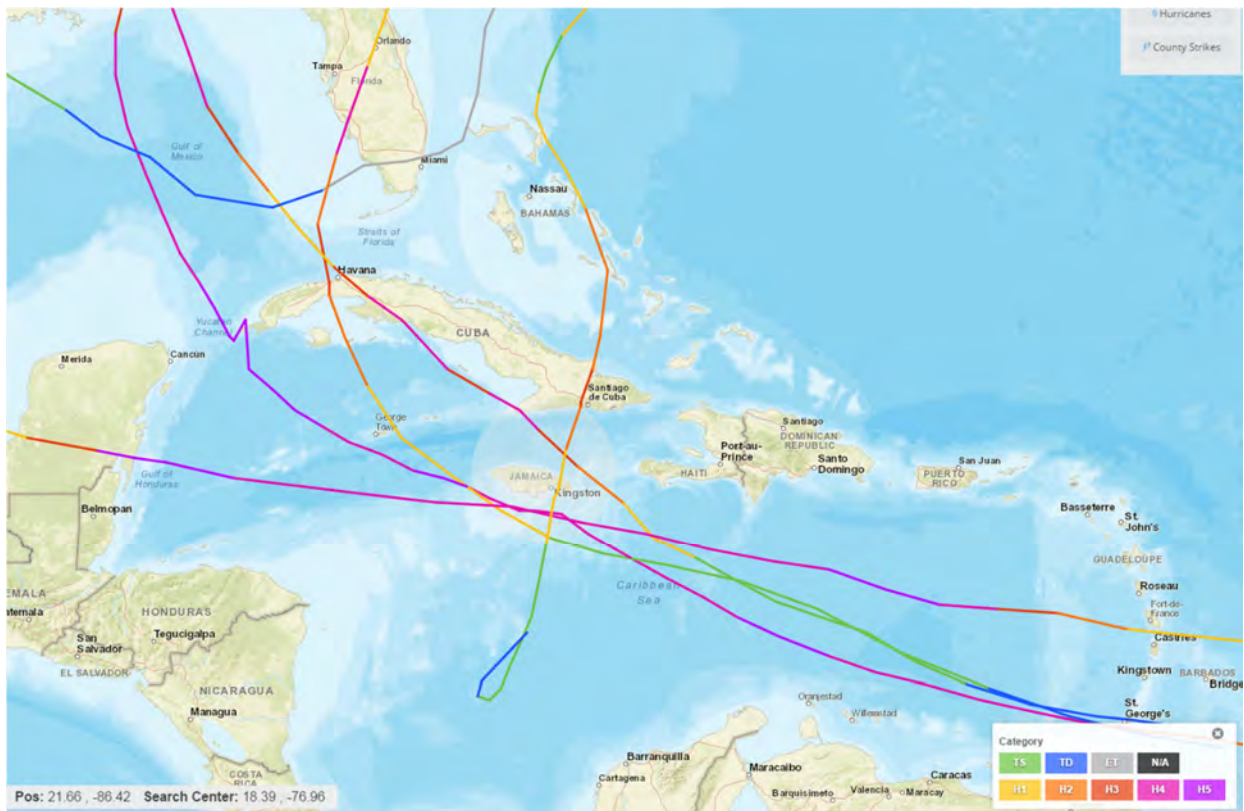 Hurricanes
County Strikes
Orlando
Tampa
Florida
Gulf of
Mexico
Miami
Nassau
BAHAMAS
Straits of
Florida
Havana
Yucatan
Channel
CUBA
Merida
Cancun
Santiago
de Cuba
George
Town
Santiago
DOMINICAN
REPUBLIC
Port-au-
Prince
Santo
Domingo
HAITI
San Juan
PUERTO
RICO
JAMAICA
Kingston
Gulf of
Honduras
Belmopan
Basseterre
St.
John's
GUADELOUPE
Roseau
Caribbean
Sea
Fort-de-
France
Castries
EMALA
atemala
HONDURAS
Tegucigalpa
San
Salvador
EL SALVADOR
Kingstown
BARBADOS
Bridge
NICARAGUA
Managua
Oranjestad
Willemstad
St.
George's
COSTA
RICA
Barranquilla
Cartagena
Maracaibo
Barquisimeto
Valencia
Maracay
Caracas
Category
TS TD ET N/A
H1 H2 H3 H4 H5
Pos: 21.66 , -86.42 Search Center: 18.39 , -76.96